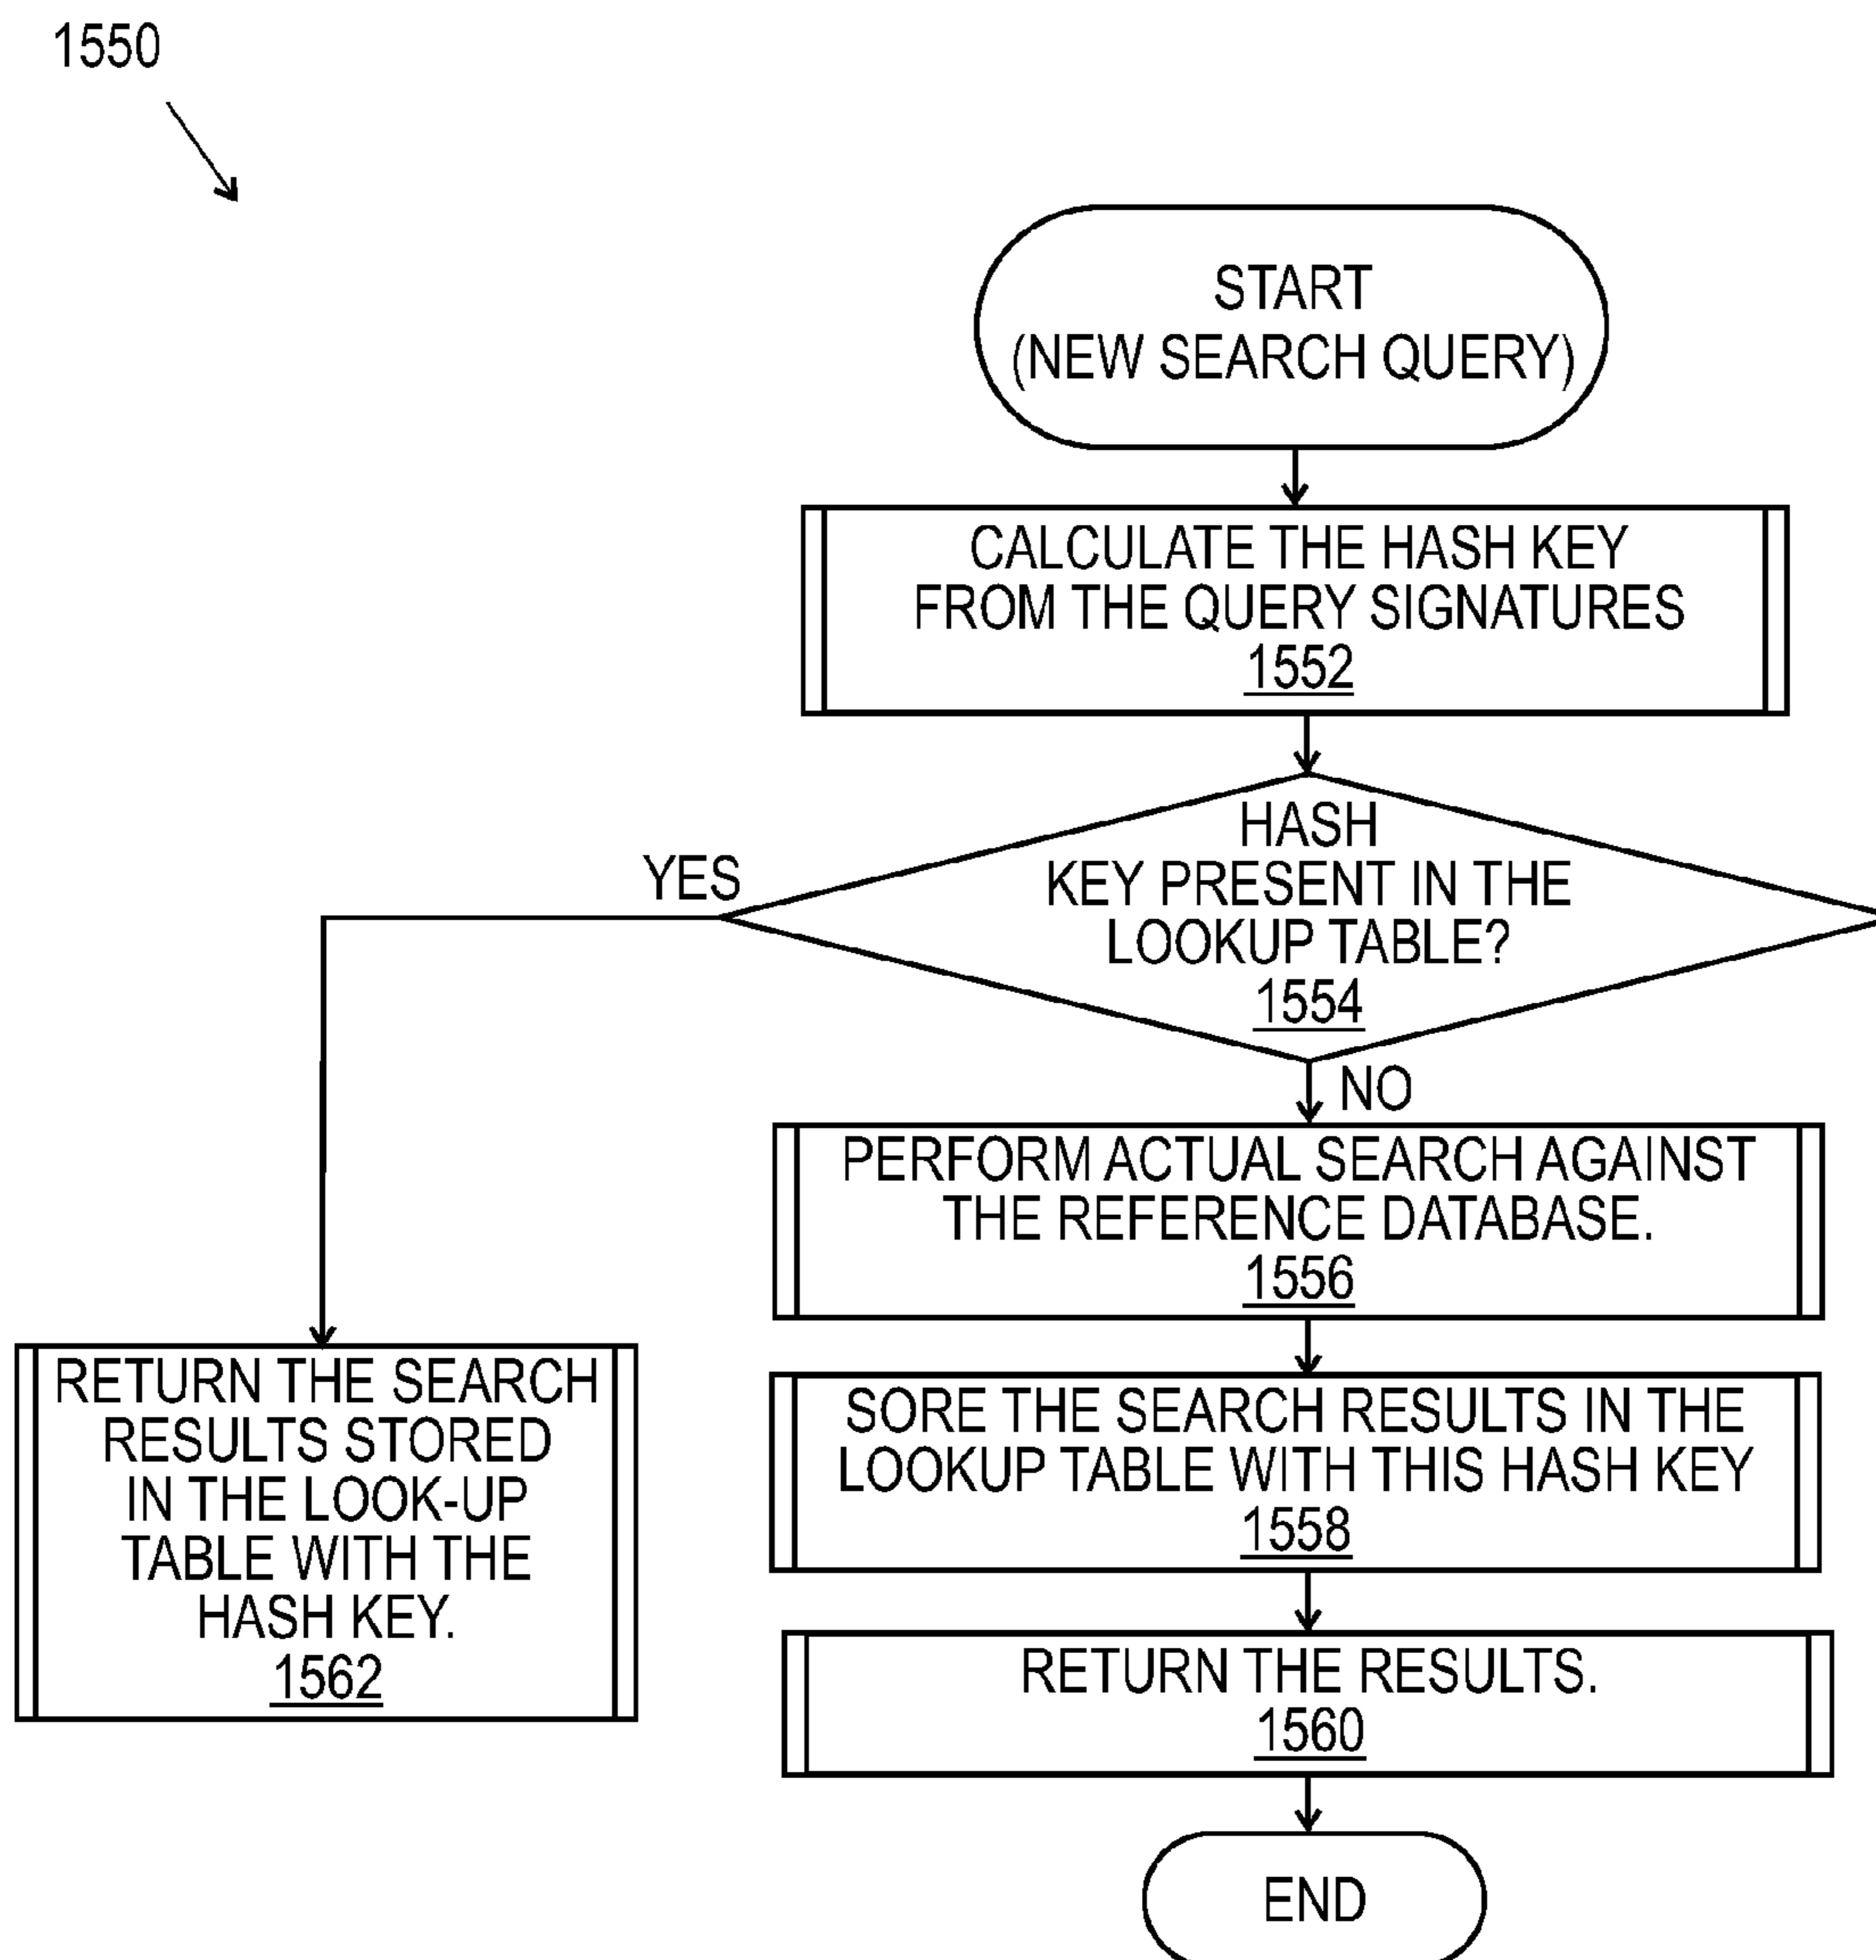 1550
START
(NEW SEARCH QUERY)
CALCULATE THE HASH KEY
FROM THE QUERY SIGNATURES
1552
HASH
KEY PRESENT IN THE
LOOKUP TABLE?
1554
YES
NO
PERFORM ACTUAL SEARCH AGAINST
THE REFERENCE DATABASE.
1556
SORE THE SEARCH RESULTS IN THE
LOOKUP TABLE WITH THIS HASH KEY
1558
RETURN THE RESULTS.
1560
END
RETURN THE SEARCH
RESULTS STORED
IN THE LOOK-UP
TABLE WITH THE
HASH KEY.
1562